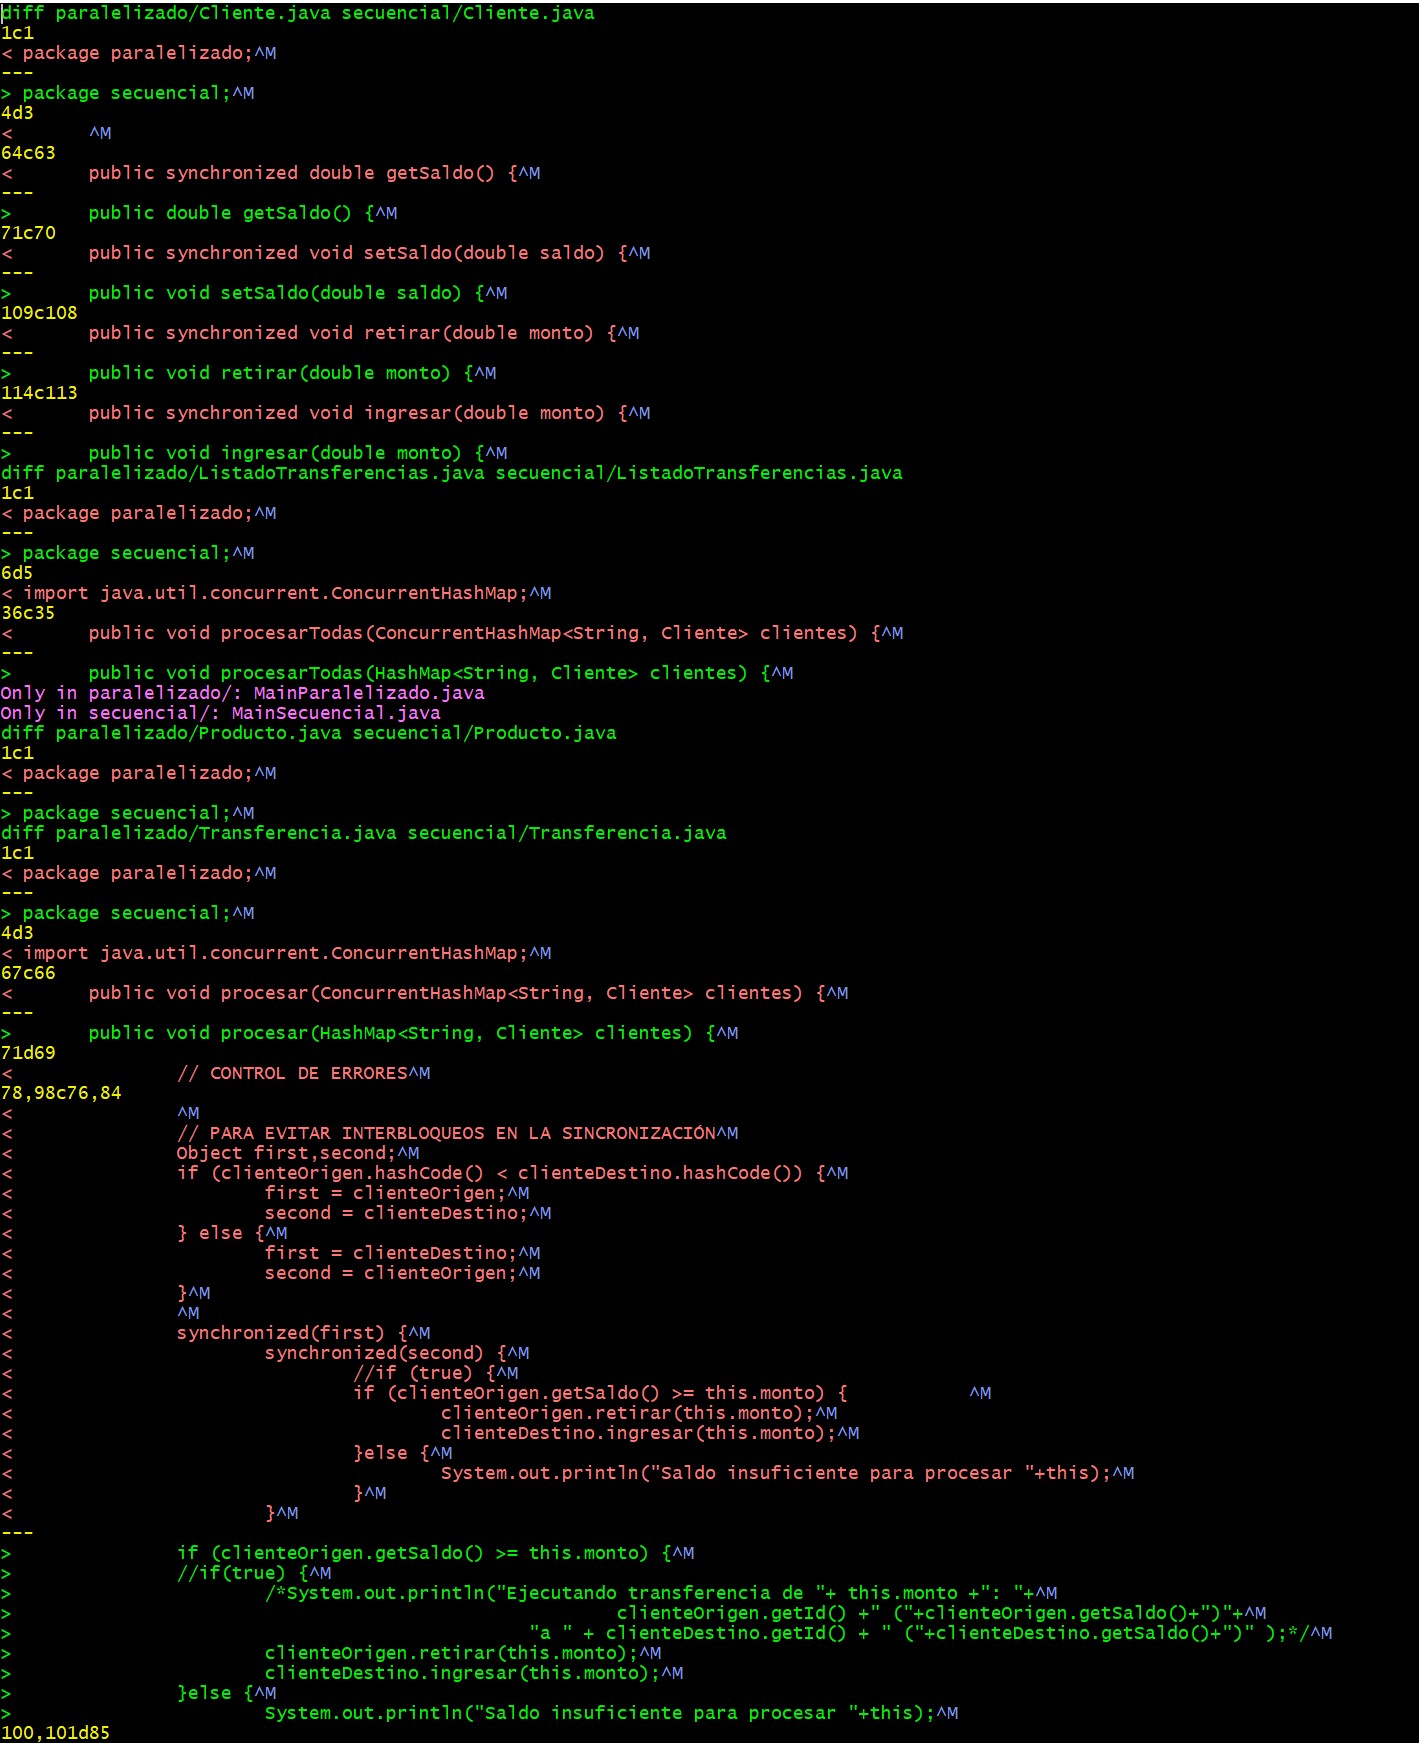 diff paralelizado/Cliente.java secuencial/Cliente.java
1c1
< package paralelizado;^M
---
> package secuencial;^M
4d3
<       ^M
64c63
<       public synchronized double getSaldo() {^M
---
>       public double getSaldo() {^M
71c70
<       public synchronized void setSaldo(double saldo) {^M
---
>       public void setSaldo(double saldo) {^M
109c108
<       public synchronized void retirar(double monto) {^M
---
>       public void retirar(double monto) {^M
114c113
<       public synchronized void ingresar(double monto) {^M
---
>       public void ingresar(double monto) {^M
diff paralelizado/ListadoTransferencias.java secuencial/ListadoTransferencias.java
1c1
< package paralelizado;^M
---
> package secuencial;^M
6d5
< import java.util.concurrent.ConcurrentHashMap;^M
36c35
<       public void procesarTodas(ConcurrentHashMap<String, Cliente> clientes) {^M
---
>       public void procesarTodas(HashMap<String, Cliente> clientes) {^M
Only in paralelizado/: MainParalelizado.java
Only in secuencial/: MainSecuencial.java
diff paralelizado/Producto.java secuencial/Producto.java
1c1
< package paralelizado;^M
---
> package secuencial;^M
diff paralelizado/Transferencia.java secuencial/Transferencia.java
1c1
< package paralelizado;^M
---
> package secuencial;^M
4d3
< import java.util.concurrent.ConcurrentHashMap;^M
67c66
<       public void procesar(ConcurrentHashMap<String, Cliente> clientes) {^M
---
>       public void procesar(HashMap<String, Cliente> clientes) {^M
71d69
<               // CONTROL DE ERRORES^M
78,98c76,84
<               ^M
<               // PARA EVITAR INTERBLOQUEOS EN LA SINCRONIZACIÓN^M
<               Object first,second;^M
<               if (clienteOrigen.hashCode() < clienteDestino.hashCode()) {^M
<                       first = clienteOrigen;^M
<                       second = clienteDestino;^M
<               } else {^M
<                       first = clienteDestino;^M
<                       second = clienteOrigen;^M
<               }^M
<               ^M
<               synchronized(first) {^M
<                       synchronized(second) {^M
<                               //if (true) {^M
<                               if (clienteOrigen.getSaldo() >= this.monto) {           ^M
<                                       clienteOrigen.retirar(this.monto);^M
<                                       clienteDestino.ingresar(this.monto);^M
<                               }else {^M
<                                       System.out.println("Saldo insuficiente para procesar "+this);^M
<                               }^M
<                       }^M
---
>               if (clienteOrigen.getSaldo() >= this.monto) {^M
>               //if(true) {^M
>                       /*System.out.println("Ejecutando transferencia de "+ this.monto +": "+^M
>                                                       clienteOrigen.getId() +" ("+clienteOrigen.getSaldo()+")"+^M
>                                               "a " + clienteDestino.getId() + " ("+clienteDestino.getSaldo()+")" );*/^M
>                       clienteOrigen.retirar(this.monto);^M
>                       clienteDestino.ingresar(this.monto);^M
>               }else {^M
>                       System.out.println("Saldo insuficiente para procesar "+this);^M
100,101d85